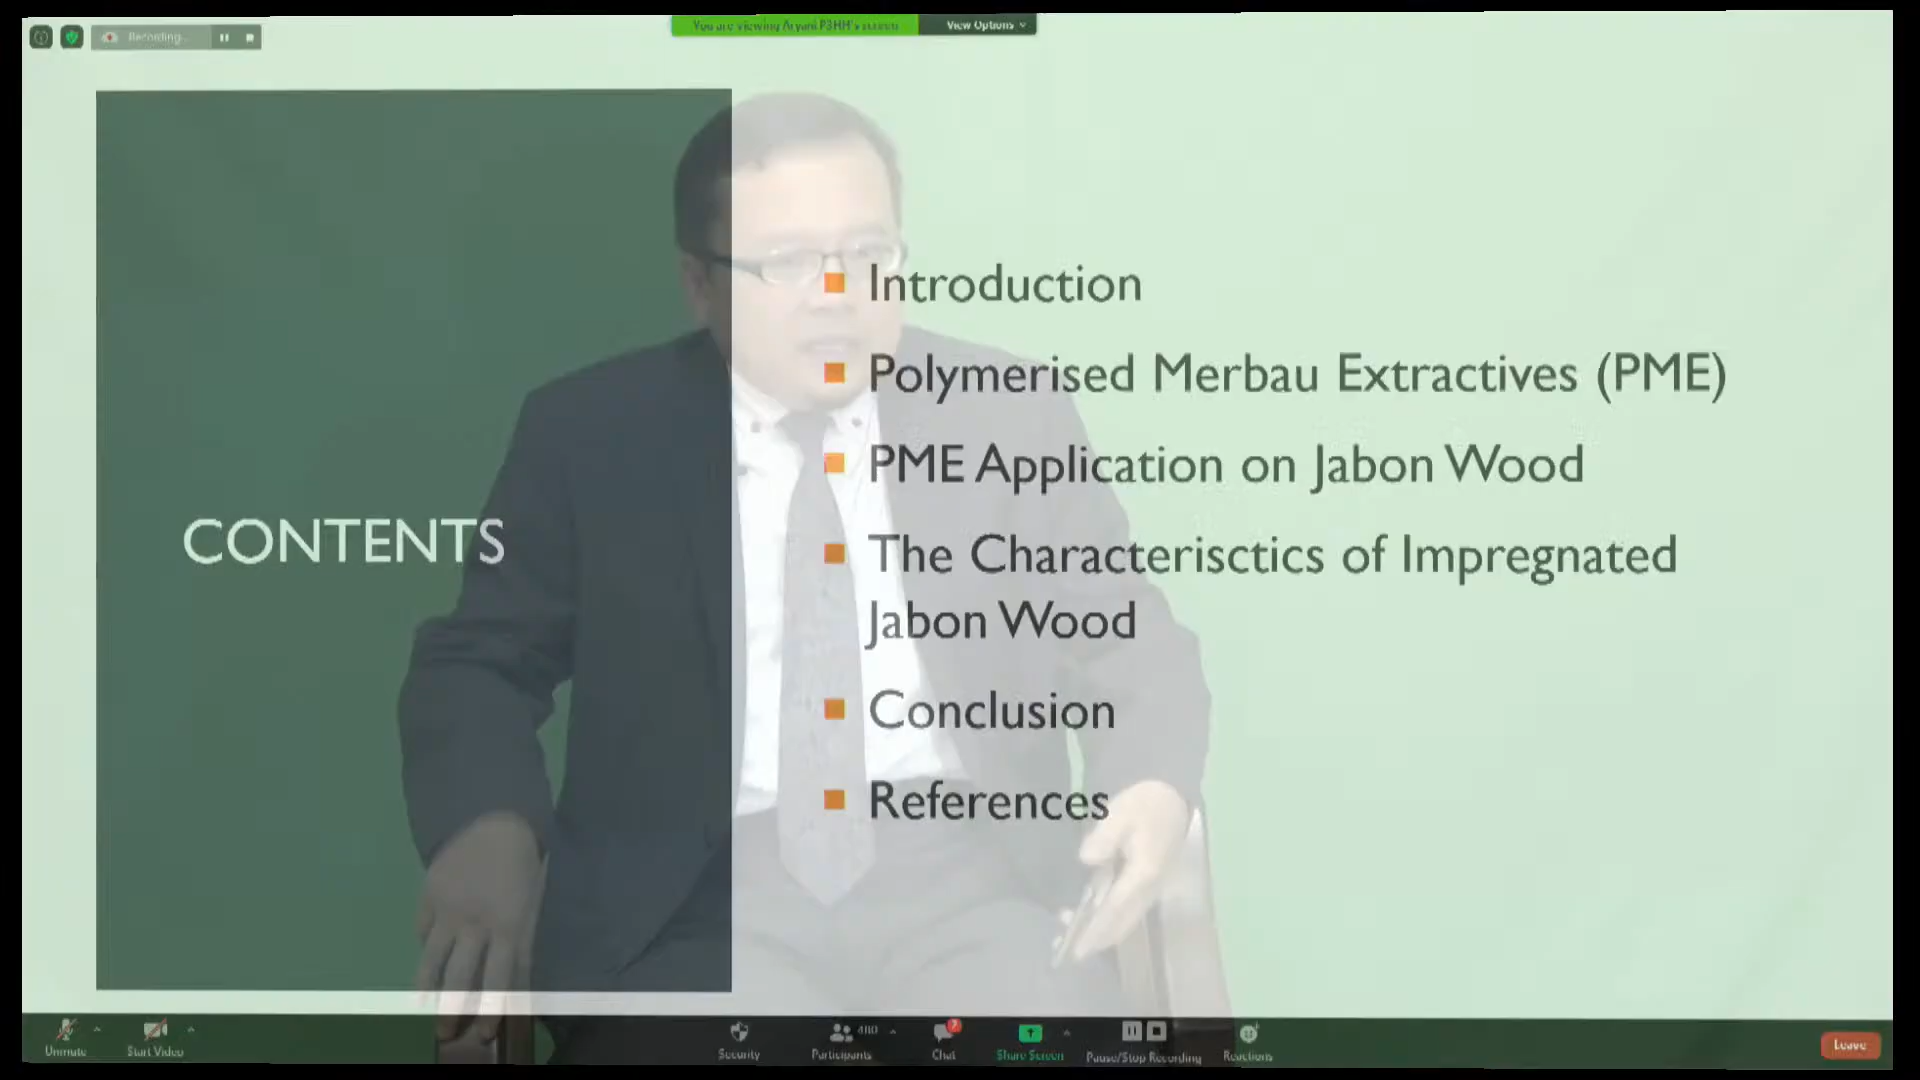 Recording...
You are viewing Aryani P3HH's screen
View Options
CONTENTS
Introduction
Polymerised Merbau Extractives (PME)
PME Application on Jabon Wood
The Characterisctics of Impregnated
Jabon Wood
Conclusion
References
Unmute
Start Video
Security
Participants
480
Chat
7
Share Screen
Pause/Stop Recording
Reactions
Leave